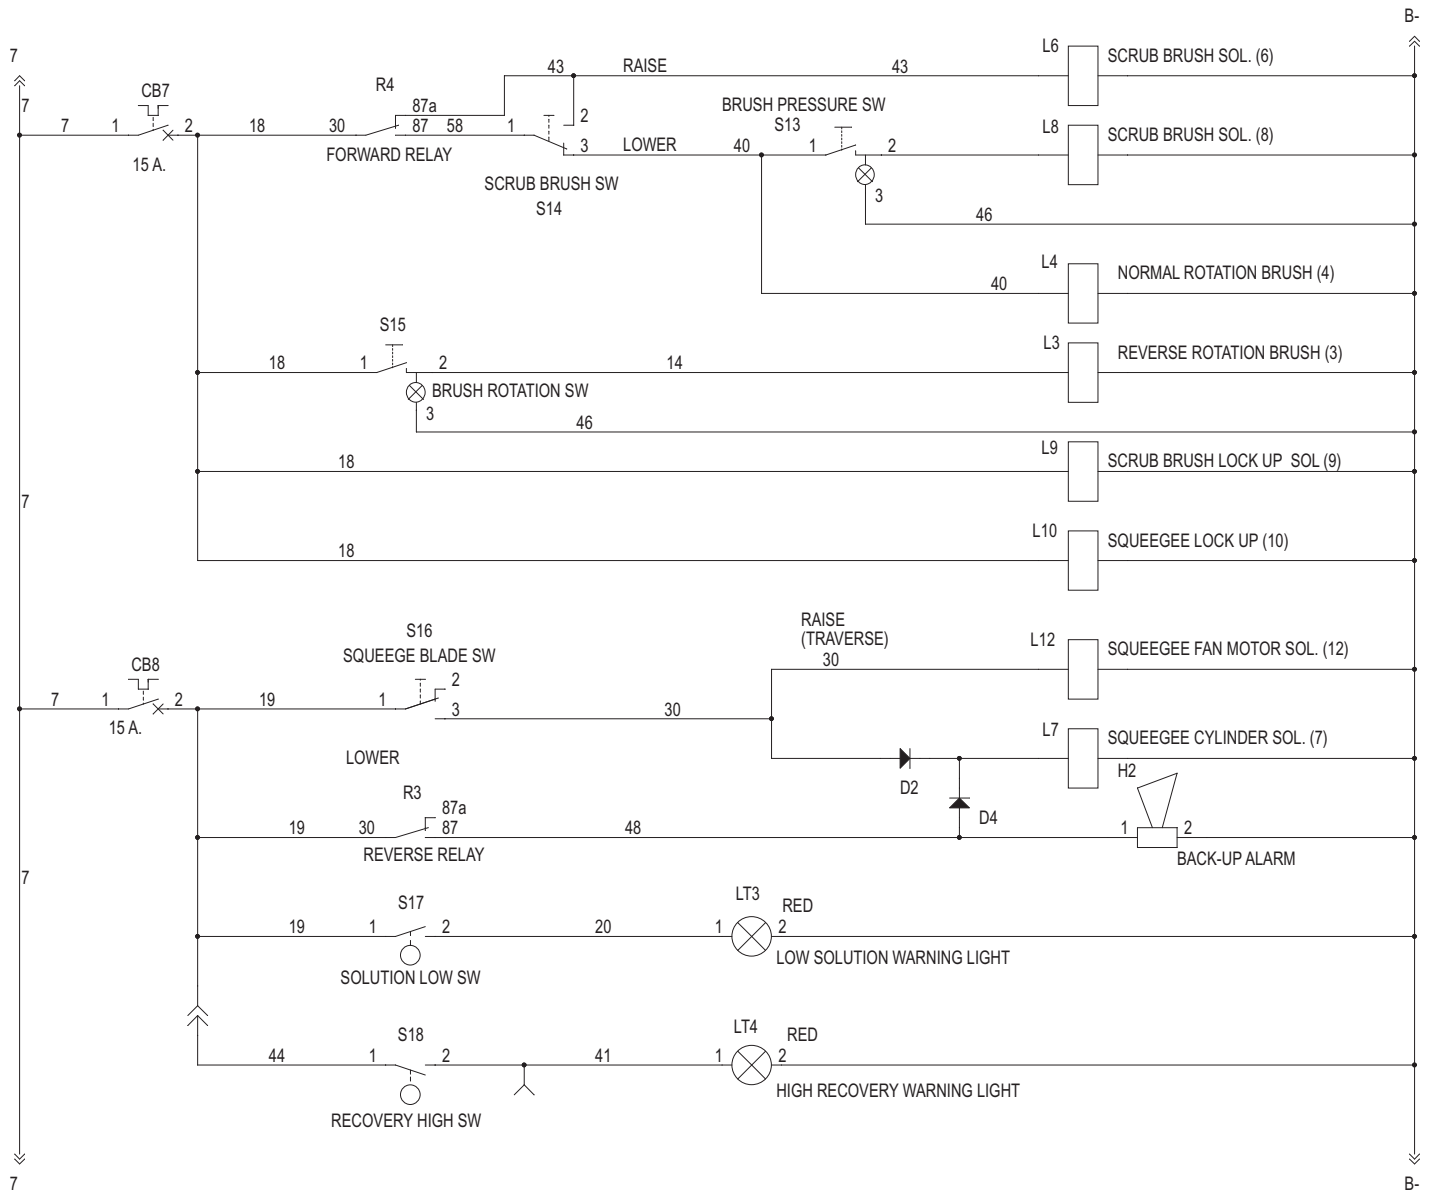 B-
7
L6
SCRUB BRUSH SOL. (6)
43 RAISE 43
CB7
R4
7
87a
2
BRUSH PRESSURE SW
S13
L8
SCRUB BRUSH SOL. (8)
7 1 2 18 30 87 58 1
3 LOWER 40 1 2
15 A.
FORWARD RELAY
SCRUB BRUSH SW
S14
3
46
L4
NORMAL ROTATION BRUSH (4)
40
S15
L3
REVERSE ROTATION BRUSH (3)
18 1 2 14
BRUSH ROTATION SW
3
46
L9
SCRUB BRUSH LOCK UP SOL (9)
18
7
L10
SQUEEGEE LOCK UP (10)
18
S16
SQUEEGE BLADE SW
RAISE
(TRAVERSE)
30
L12
SQUEEGEE FAN MOTOR SOL. (12)
CB8
2
7 1 2 19 1
3 30
15 A.
L7
SQUEEGEE CYLINDER SOL. (7)
LOWER
D2
H2
R3
87a
D4
19 30 87 48 1 2
REVERSE RELAY
BACK-UP ALARM
7
S17
LT3
RED
19 1 2 20 1 2
SOLUTION LOW SW
LOW SOLUTION WARNING LIGHT
S18
LT4
RED
44 1 2 41 1 2
RECOVERY HIGH SW
HIGH RECOVERY WARNING LIGHT
7
B-